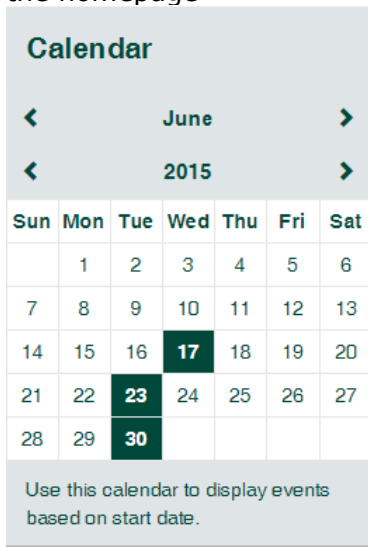 the homepage
Calendar
June
2015
Sun Mon Tue Wed Thu Fri Sat
1 2 3 4 5 6
7 8 9 10 11 12 13
14 15 16 17 18 19 20
21 22 23 24 25 26 27
28 29 30
Use this calendar to display events
based on start date.